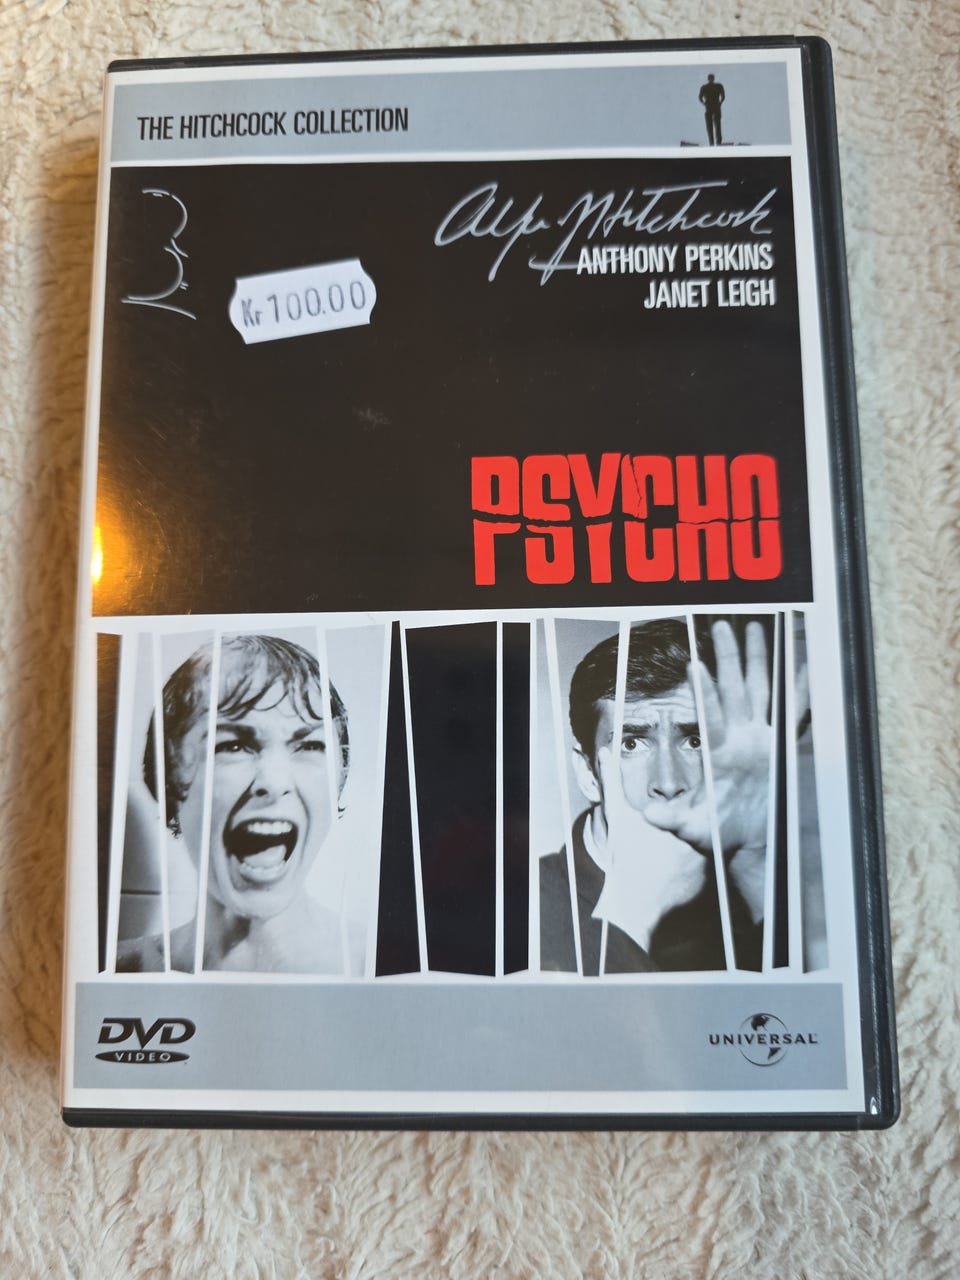 THE HITCHCOCK COLLECTION
Alfred Hitchcock
ANTHONY PERKINS
JANET LEIGH
Kr 100.00
PSYCHO
DVD
VIDEO
UNIVERSAL